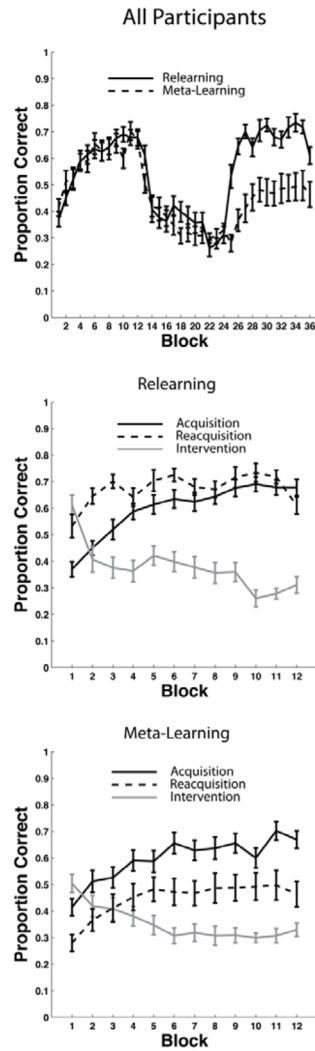 All Participants
Relearning
Meta-Learning
Proportion Correct
1
0.9
0.8
0.7
0.6
0.5
0.4
0.3
0.2
0.1
0
2 4 6 8 10 12 14 16 18 20 22 24 26 28 30 32 34 36
Block
Relearning
Acquisition
Reacquisition
Intervention
Proportion Correct
1
0.9
0.8
0.7
0.6
0.5
0.4
0.3
0.2
0.1
0
1 2 3 4 5 6 7 8 9 10 11 12
Block
Meta-Learning
Acquisition
Reacquisition
Intervention
Proportion Correct
1
0.9
0.8
0.7
0.6
0.5
0.4
0.3
0.2
0.1
0
1 2 3 4 5 6 7 8 9 10 11 12
Block